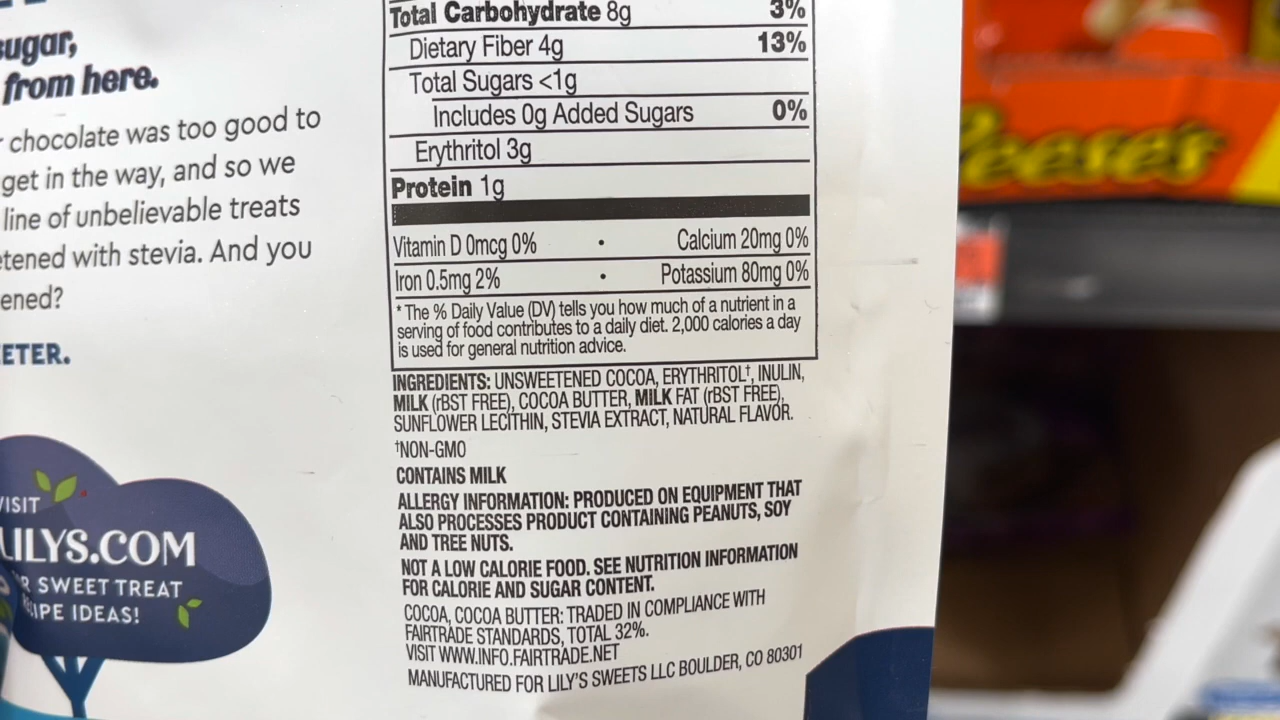 sugar,
from here.
chocolate was too good to
get in the way, and so we
line of unbelievable treats
with stevia. And you
ETER.
VISIT
LILYS.COM
SWEET TREAT
IDEAS!
Total Carbohydrate 8g 3%
Dietary Fiber 4g 13%
Total Sugars <1g
Includes 0g Added Sugars 0%
Erythritol 3g
Protein 1g
Vitamin D 0mcg 0% • Calcium 20mg 0%
Iron 0.5mg 2% • Potassium 80mg 0%
* The % Daily Value (DV) tells you how much of a nutrient in a
serving of food contributes to a daily diet. 2,000 calories a day
is used for general nutrition advice.
INGREDIENTS: UNSWEETENED COCOA, ERYTHRITOL†, INULIN,
MILK (rBST FREE), COCOA BUTTER, MILK FAT (rBST FREE),
SUNFLOWER LECITHIN, STEVIA EXTRACT, NATURAL FLAVOR.
†NON-GMO
CONTAINS MILK
ALLERGY INFORMATION: PRODUCED ON EQUIPMENT THAT
ALSO PROCESSES PRODUCT CONTAINING PEANUTS, SOY
AND TREE NUTS.
NOT A LOW CALORIE FOOD. SEE NUTRITION INFORMATION
FOR CALORIE AND SUGAR CONTENT.
COCOA, COCOA BUTTER: TRADED IN COMPLIANCE WITH
FAIRTRADE STANDARDS, TOTAL 32%.
VISIT WWW.INFO.FAIRTRADE.NET
MANUFACTURED FOR LILY'S SWEETS LLC BOULDER, CO 80301
Reese's